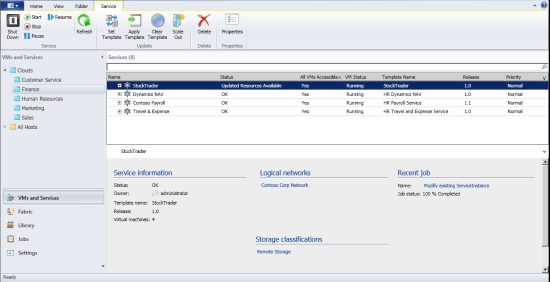 Home View Folder Service
Shut Down
Start
Stop
Pause
Resume
Refresh
Set Template
Apply Template
Clear Template
Scale Out
Delete
Properties
Service Update Delete Properties
VMs and Services
Services (4)
Clouds
Customer Service
Finance
Human Resources
Marketing
Sales
All Hosts
Name Status All VMs Accessible VM Status Template Name Release Priority
StockTrader Updated Resources Available Yes Running StockTrader 1.0 Normal
Dynamics NAV OK Yes Running HR Dynamics NAV 1.0 Normal
Contoso Payroll OK Yes Running HR Payroll Service 1.1 Normal
Travel & Expense OK Yes Running HR Travel and Expense Service 1.0 Normal
StockTrader
Service information
Status: OK
Owner: administrator
Template name: StockTrader
Release: 1.0
Virtual machines: 4
Logical networks
Contoso Corp Network
Recent job
Name: Modify existing ServiceInstance
Job status: 100 % Completed
Storage classifications
Remote Storage
VMs and Services
Fabric
Library
Jobs
Settings
Ready